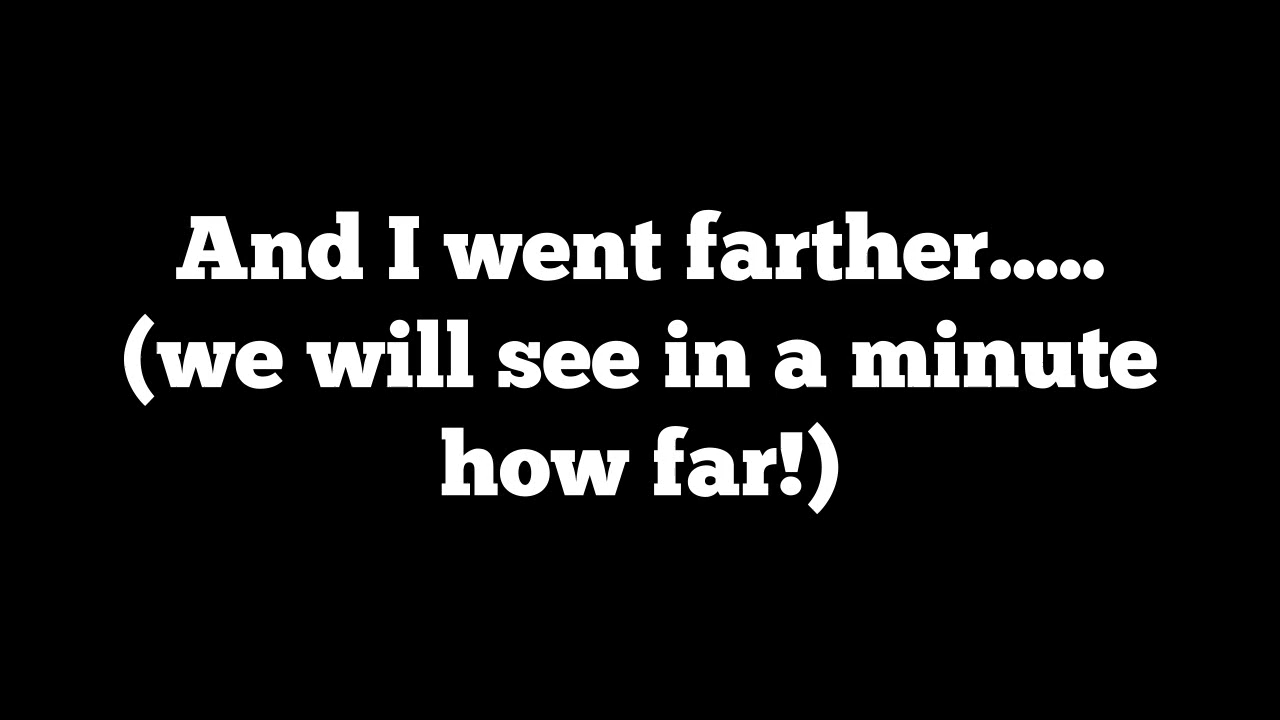 And I went farther.....
(we will see in a minute
how far!)